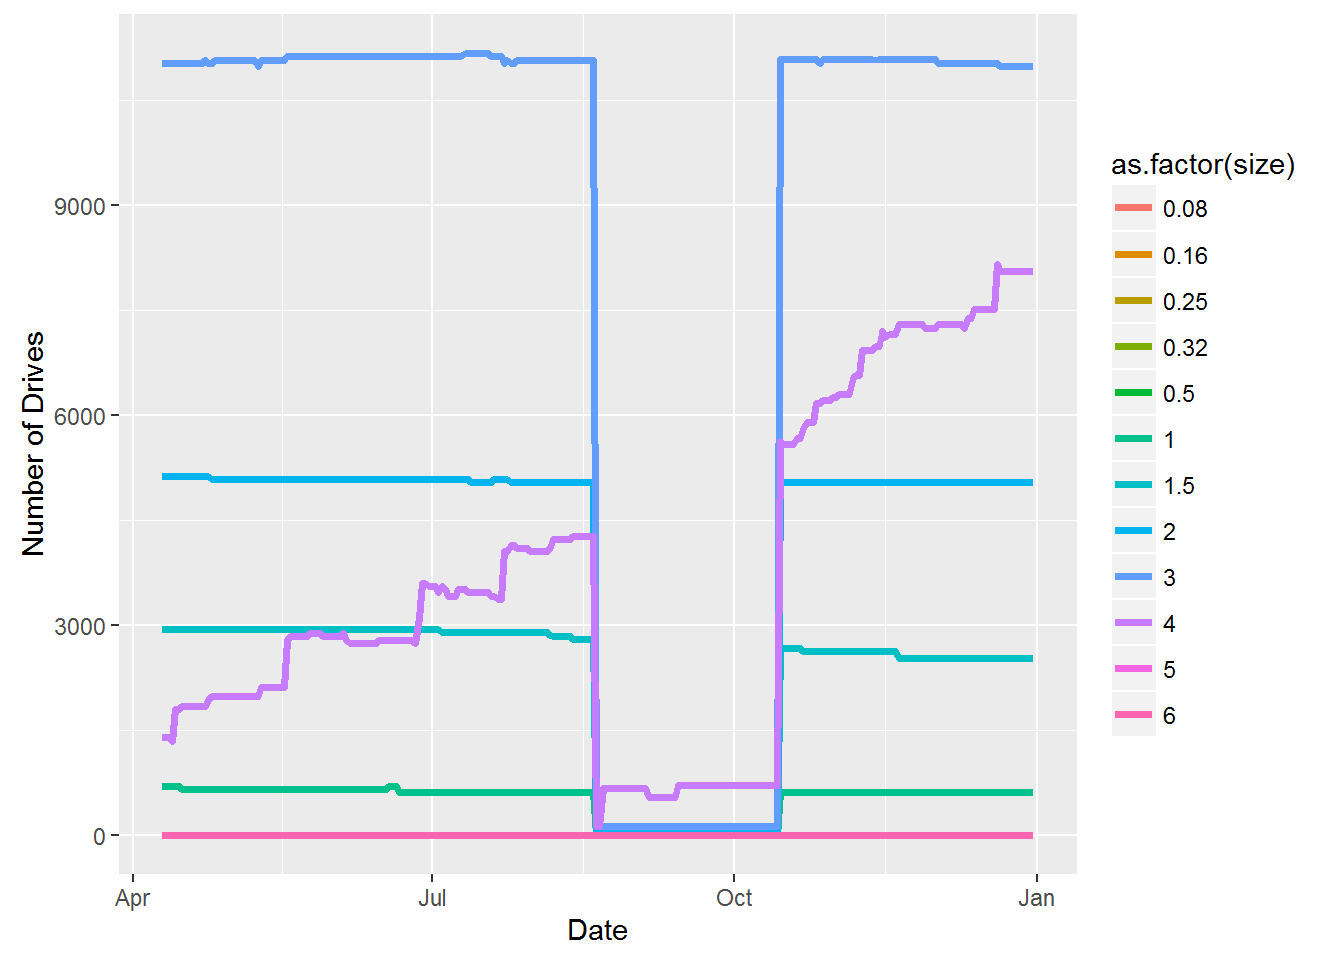 Number of Drives
9000
6000
3000
0
Apr
Jul
Oct
Jan
Date
as.factor(size)
0.08
0.16
0.25
0.32
0.5
1
1.5
2
3
4
5
6